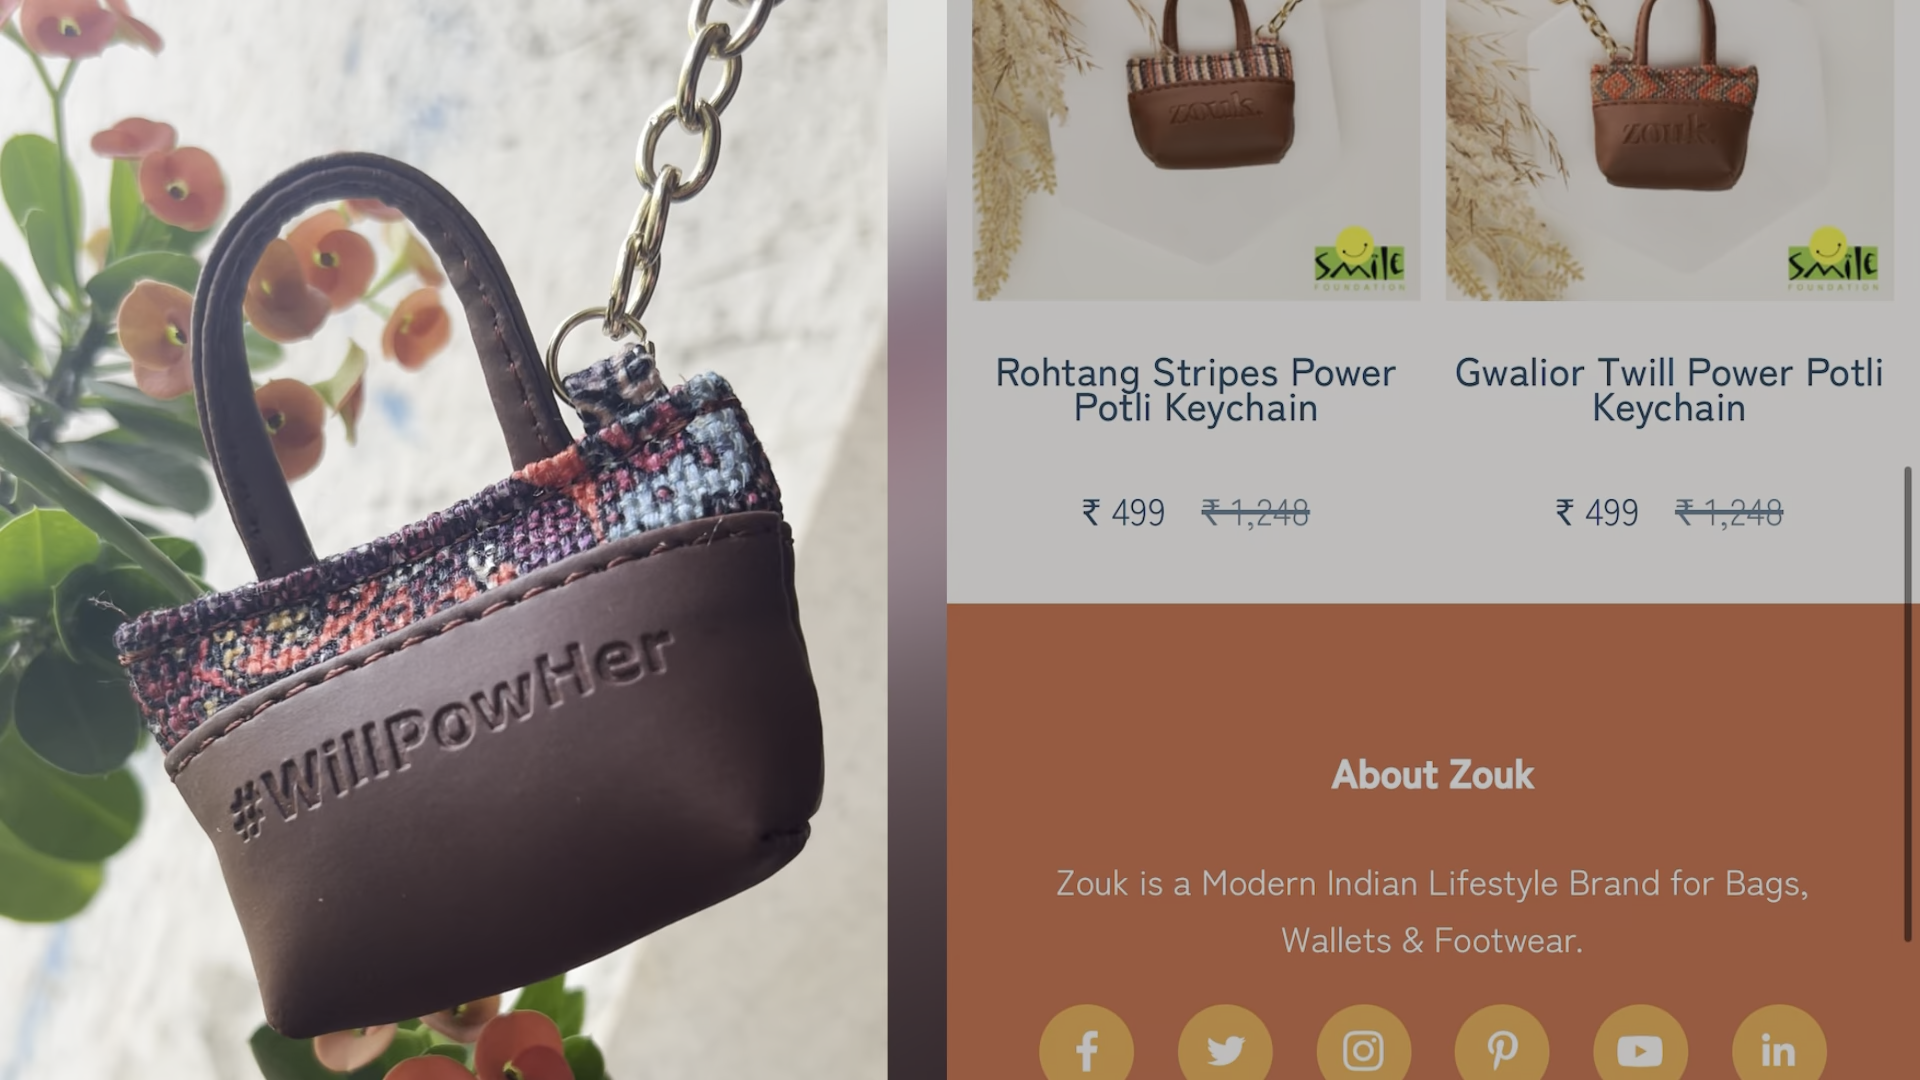 #WillPowHer
zouk.
zouk.
SMiLE
FOUNDATION
SMiLE
FOUNDATION
Rohtang Stripes Power
Potli Keychain
Gwalior Twill Power Potli
Keychain
₹ 499 ₹ 1,248
₹ 499 ₹ 1,248
About Zouk
Zouk is a Modern Indian Lifestyle Brand for Bags,
Wallets & Footwear.